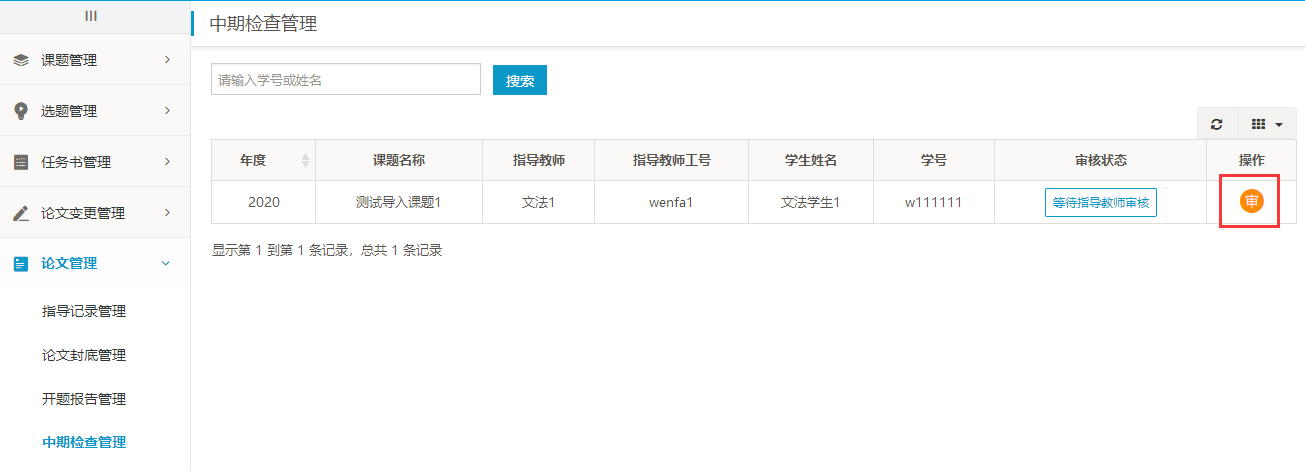 中期检查管理
课题管理
选题管理
任务书管理
论文变更管理
论文管理
指导记录管理
论文封底管理
开题报告管理
中期检查管理
请输入学号或姓名 搜索
年度 课题名称 指导教师 指导教师工号 学生姓名 学号 审核状态 操作
2020 测试导入课题1 文法1 wenfa1 文法学生1 w111111 等待指导教师审核 审
显示第 1 到第 1 条记录，总共 1 条记录